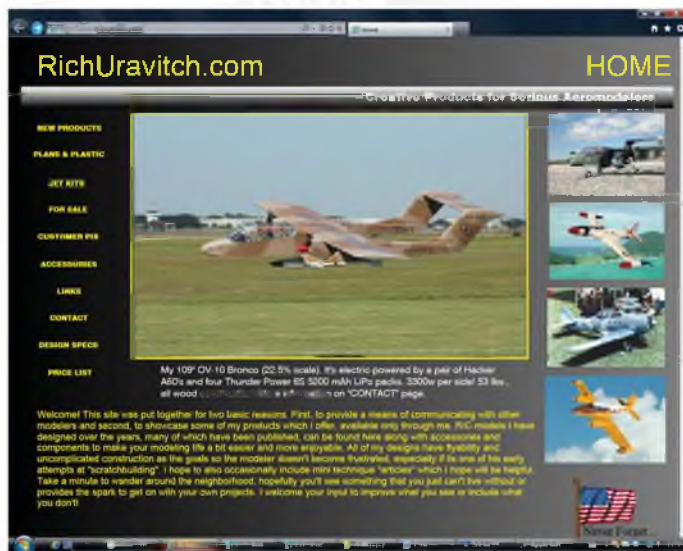 RichUravitch.com
HOME
Creative Products for Serious Aeromodelers
NEW PRODUCTS
PLANS & PLASTIC
JET KITS
FOR SALE
CUSTOMER PIX
ACCESSORIES
LINKS
CONTACT
DESIGN SPECS
PRICE LIST
My 109" OV-10 Bronco (22.5% scale). It's electric powered by a pair of Hacker
A60's and four Thunder Power 6S 5000 mAh LiPo packs. 3300w per side! 53 lbs.,
all wood information on "CONTACT" page.
Welcome! This site was put together for two basic reasons. First, to provide a means of communicating with other
modelers and second, to showcase some of my products which I offer, available only through me. R/C models I have
designed over the years, many of which have been published, can be found here along with accessories and
components to make your modeling life a bit easier and more enjoyable. All of my designs have flyability and
uncomplicated construction as the goals so the modeler doesn't become frustrated, especially if its one of his early
attempts at "scratchbuilding". I hope to also occasionally include mini technique "articles" which I hope will be helpful.
Take a minute to wander around the neighborhood, hopefully you'll see something that you just can't live without or
provides the spark to get on with your own projects. I welcome your input to improve what you see or include what
you don't!
Never Forget